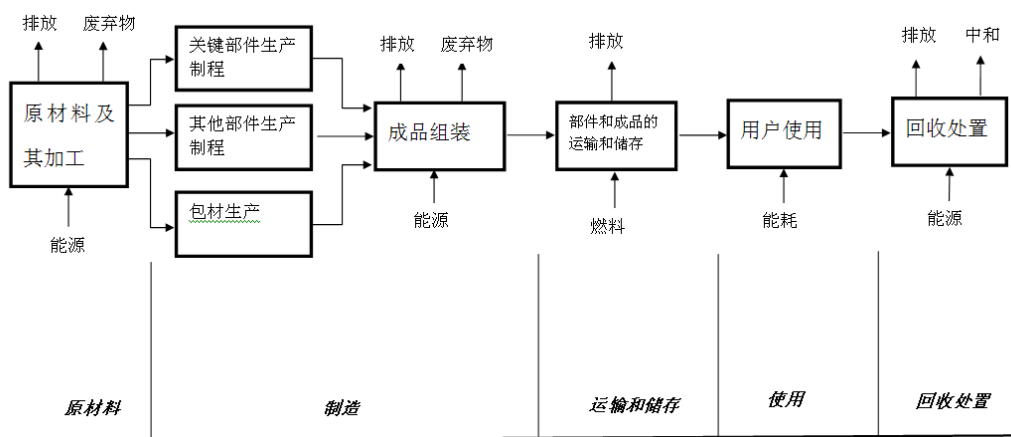 排放
废弃物
原材料及
其加工
能源
关键部件生产
制程
其他部件生产
制程
包材生产
排放
废弃物
成品组装
能源
排放
部件和成品的
运输和储存
燃料
用户使用
能耗
排放
中和
回收处置
能源
原材料
制造
运输和储存
使用
回收处置